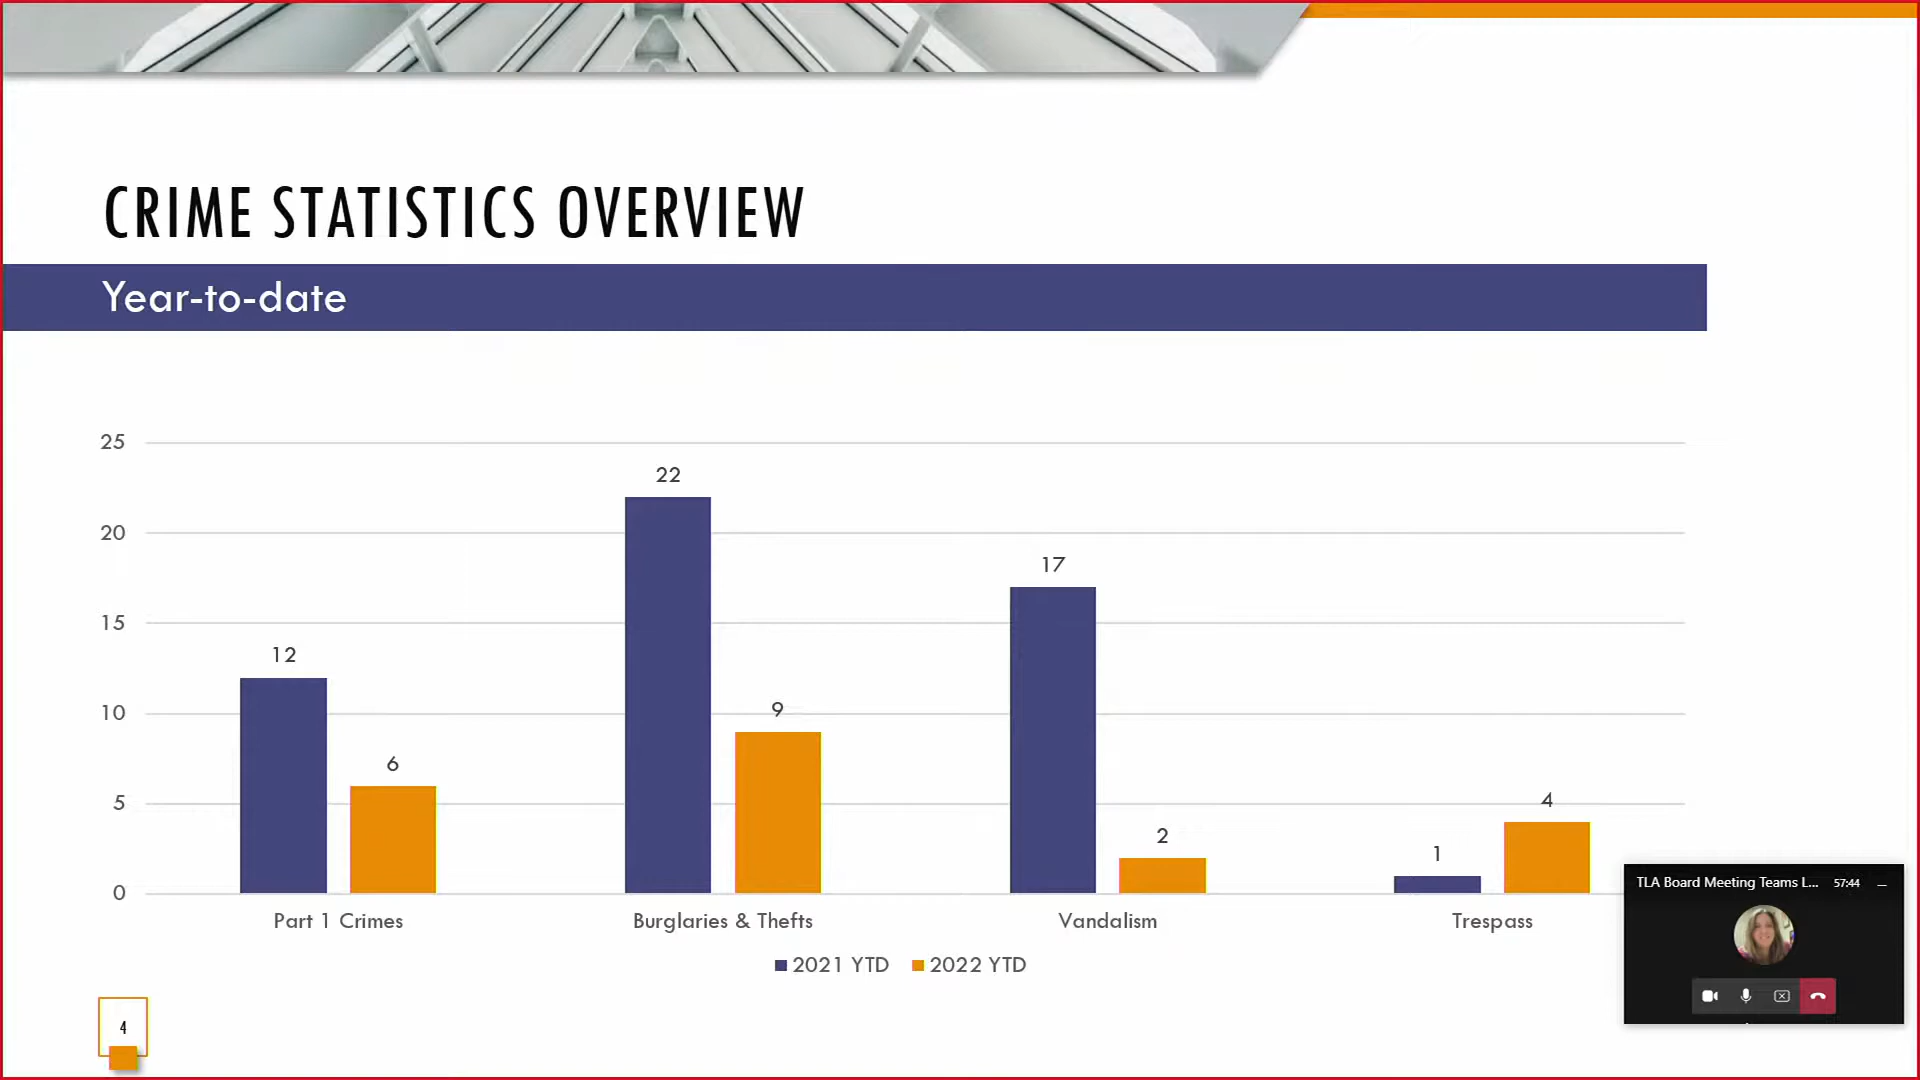 CRIME STATISTICS OVERVIEW
Year-to-date
25
20
15
10
5
0
12
6
22
9
17
2
1
4
Part 1 Crimes
Burglaries & Thefts
Vandalism
Trespass
2021 YTD
2022 YTD
4
TLA Board Meeting Teams L... 57:44